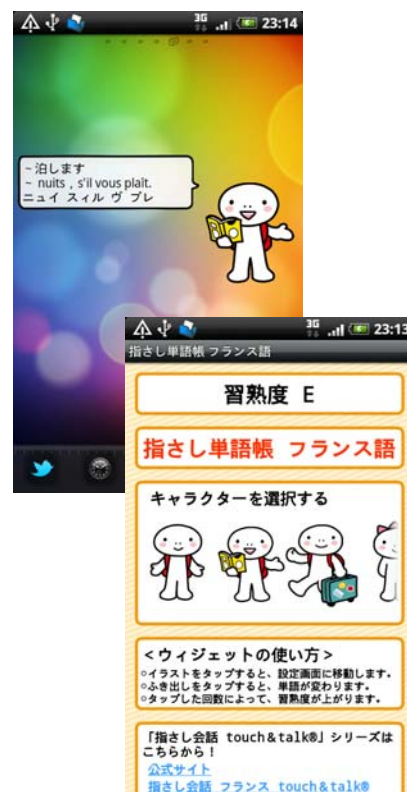 3G 23:14
~泊します
~ nuits , s'il vous plaît.
ニュイ スィル ヴ プレ
3G 23:13
指さし単語帳 フランス語
習熟度 E
指さし単語帳 フランス語
キャラクターを選択する
<ウィジェットの使い方>
○イラストをタップすると、設定画面に移動します。
○ふき出しをタップすると、単語が変わります。
○タップした回数によって、習熟度が上がります。
「指さし会話 touch&talk®」シリーズは
こちらから！
公式サイト
指さし会話 フランス touch&talk®